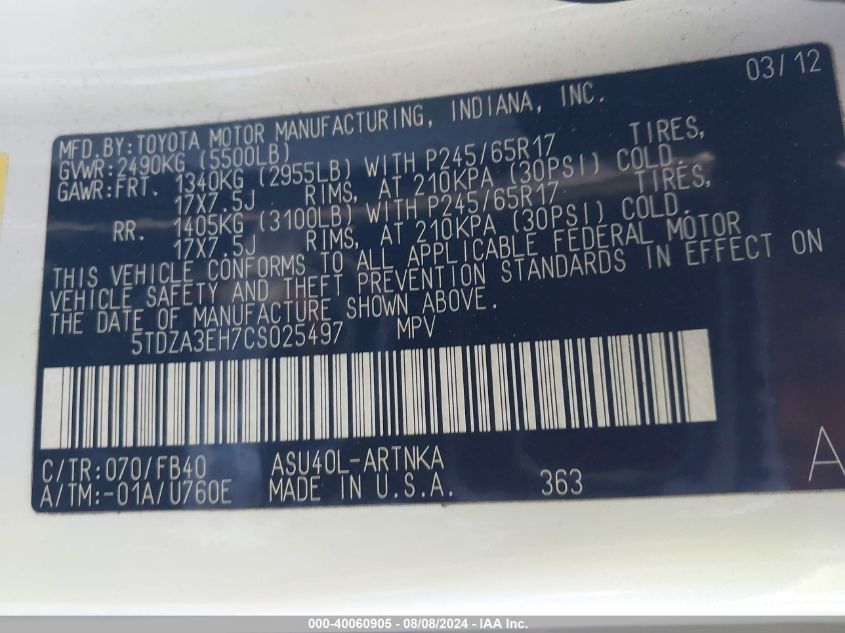 03/12
MFD. BY: TOYOTA MOTOR MANUFACTURING, INDIANA, INC.
GVWR: 2490KG (5500LB)
GAWR: FRT. 1340KG (2955LB) WITH P245/65R17 TIRES,
17X7.5J RIMS, AT 210KPA (30PSI) COLD.
RR. 1405KG (3100LB) WITH P245/65R17 TIRES,
17X7.5J RIMS, AT 210KPA (30PSI) COLD.
THIS VEHICLE CONFORMS TO ALL APPLICABLE FEDERAL MOTOR
VEHICLE SAFETY AND THEFT PREVENTION STANDARDS IN EFFECT ON
THE DATE OF MANUFACTURE SHOWN ABOVE.
5TDZA3EH7CS025497 MPV
C/TR: 070/FB40 ASU40L-ARTNKA
A/TM: -01A/U760E MADE IN U.S.A. 363
A
000-40060905 - 08/08/2024 - IAA Inc.